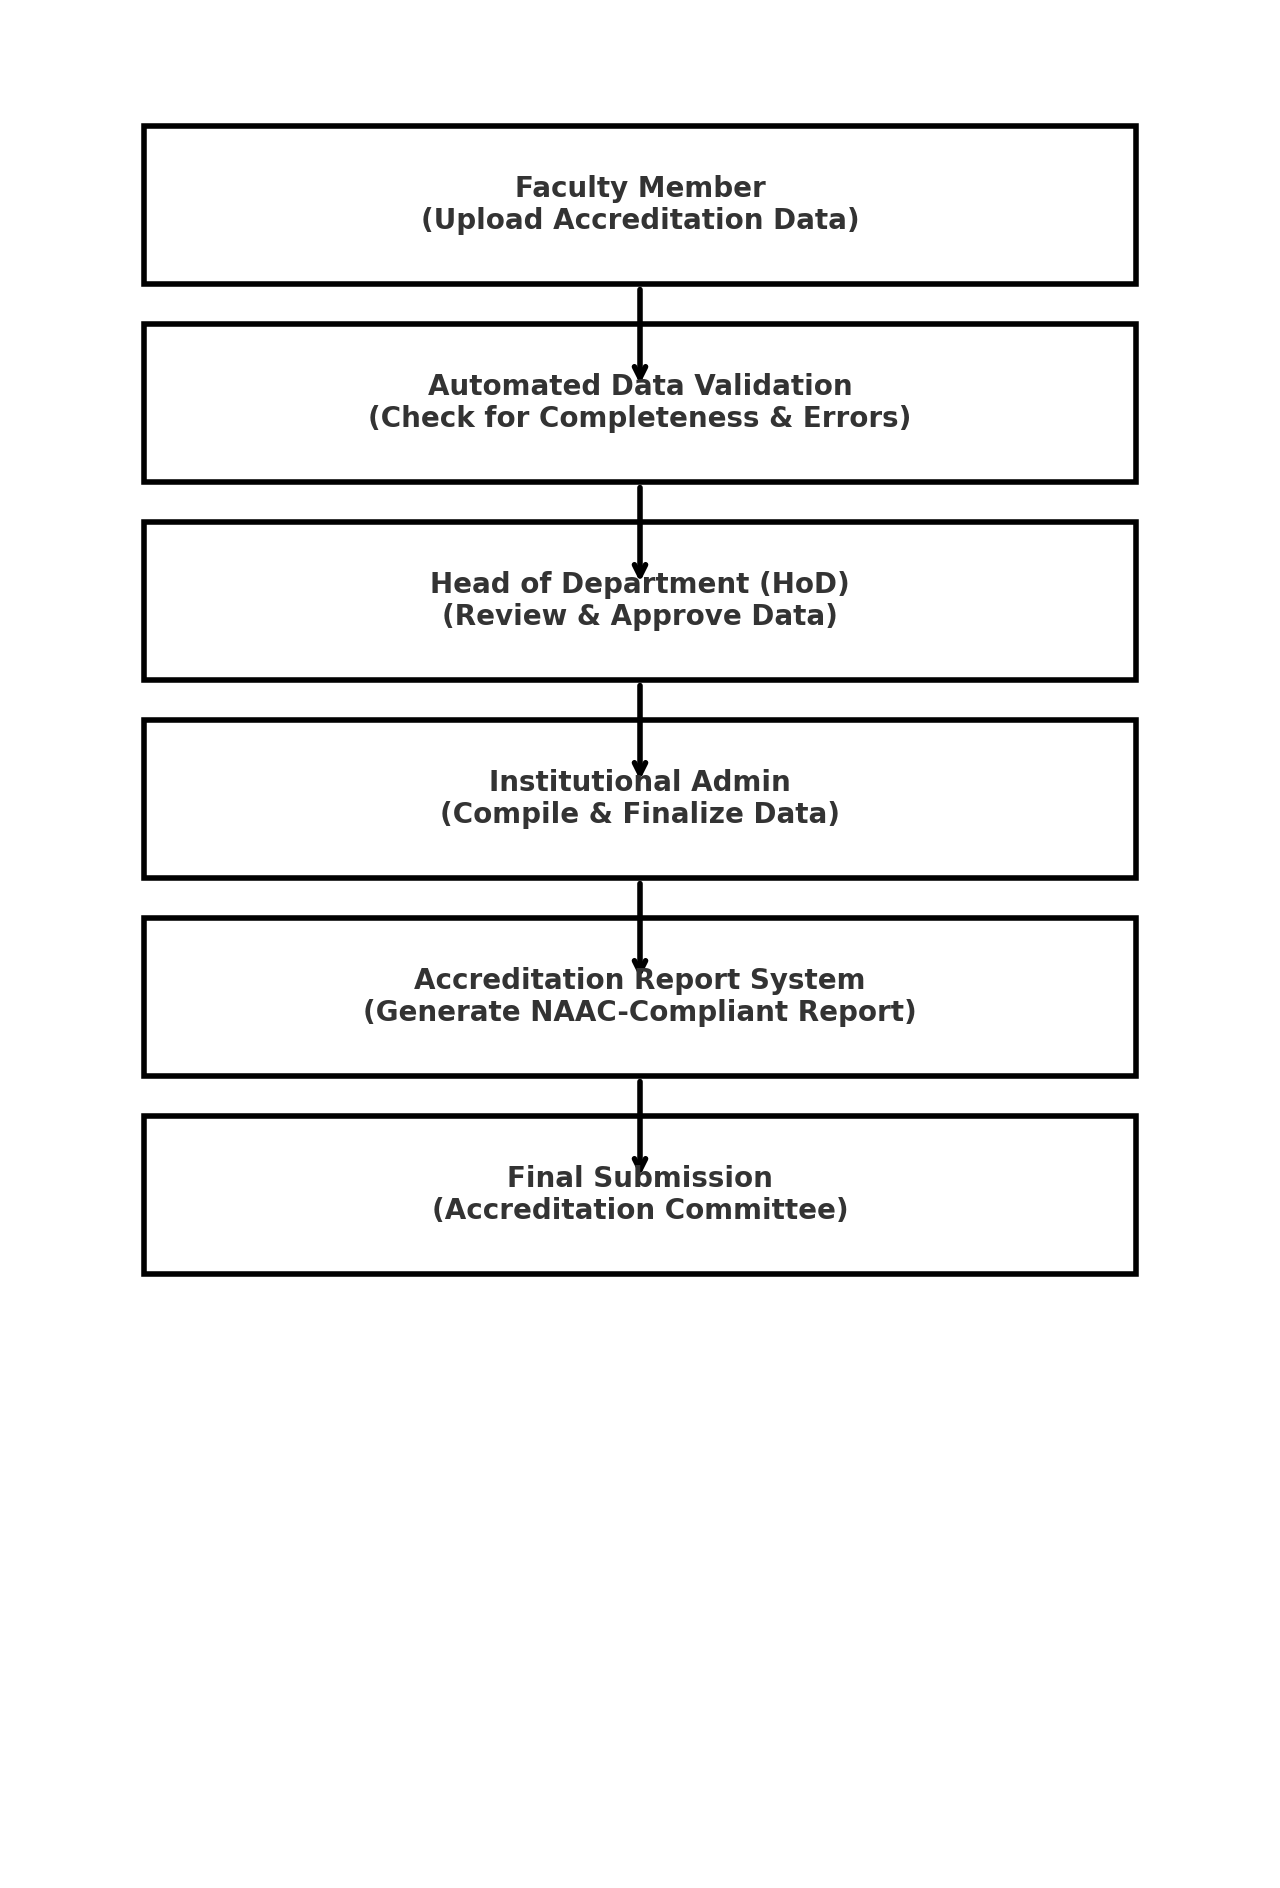 Faculty Member
(Upload Accreditation Data)
Automated Data Validation
(Check for Completeness & Errors)
Head of Department (HoD)
(Review & Approve Data)
Institutional Admin
(Compile & Finalize Data)
Accreditation Report System
(Generate NAAC-Compliant Report)
Final Submission
(Accreditation Committee)